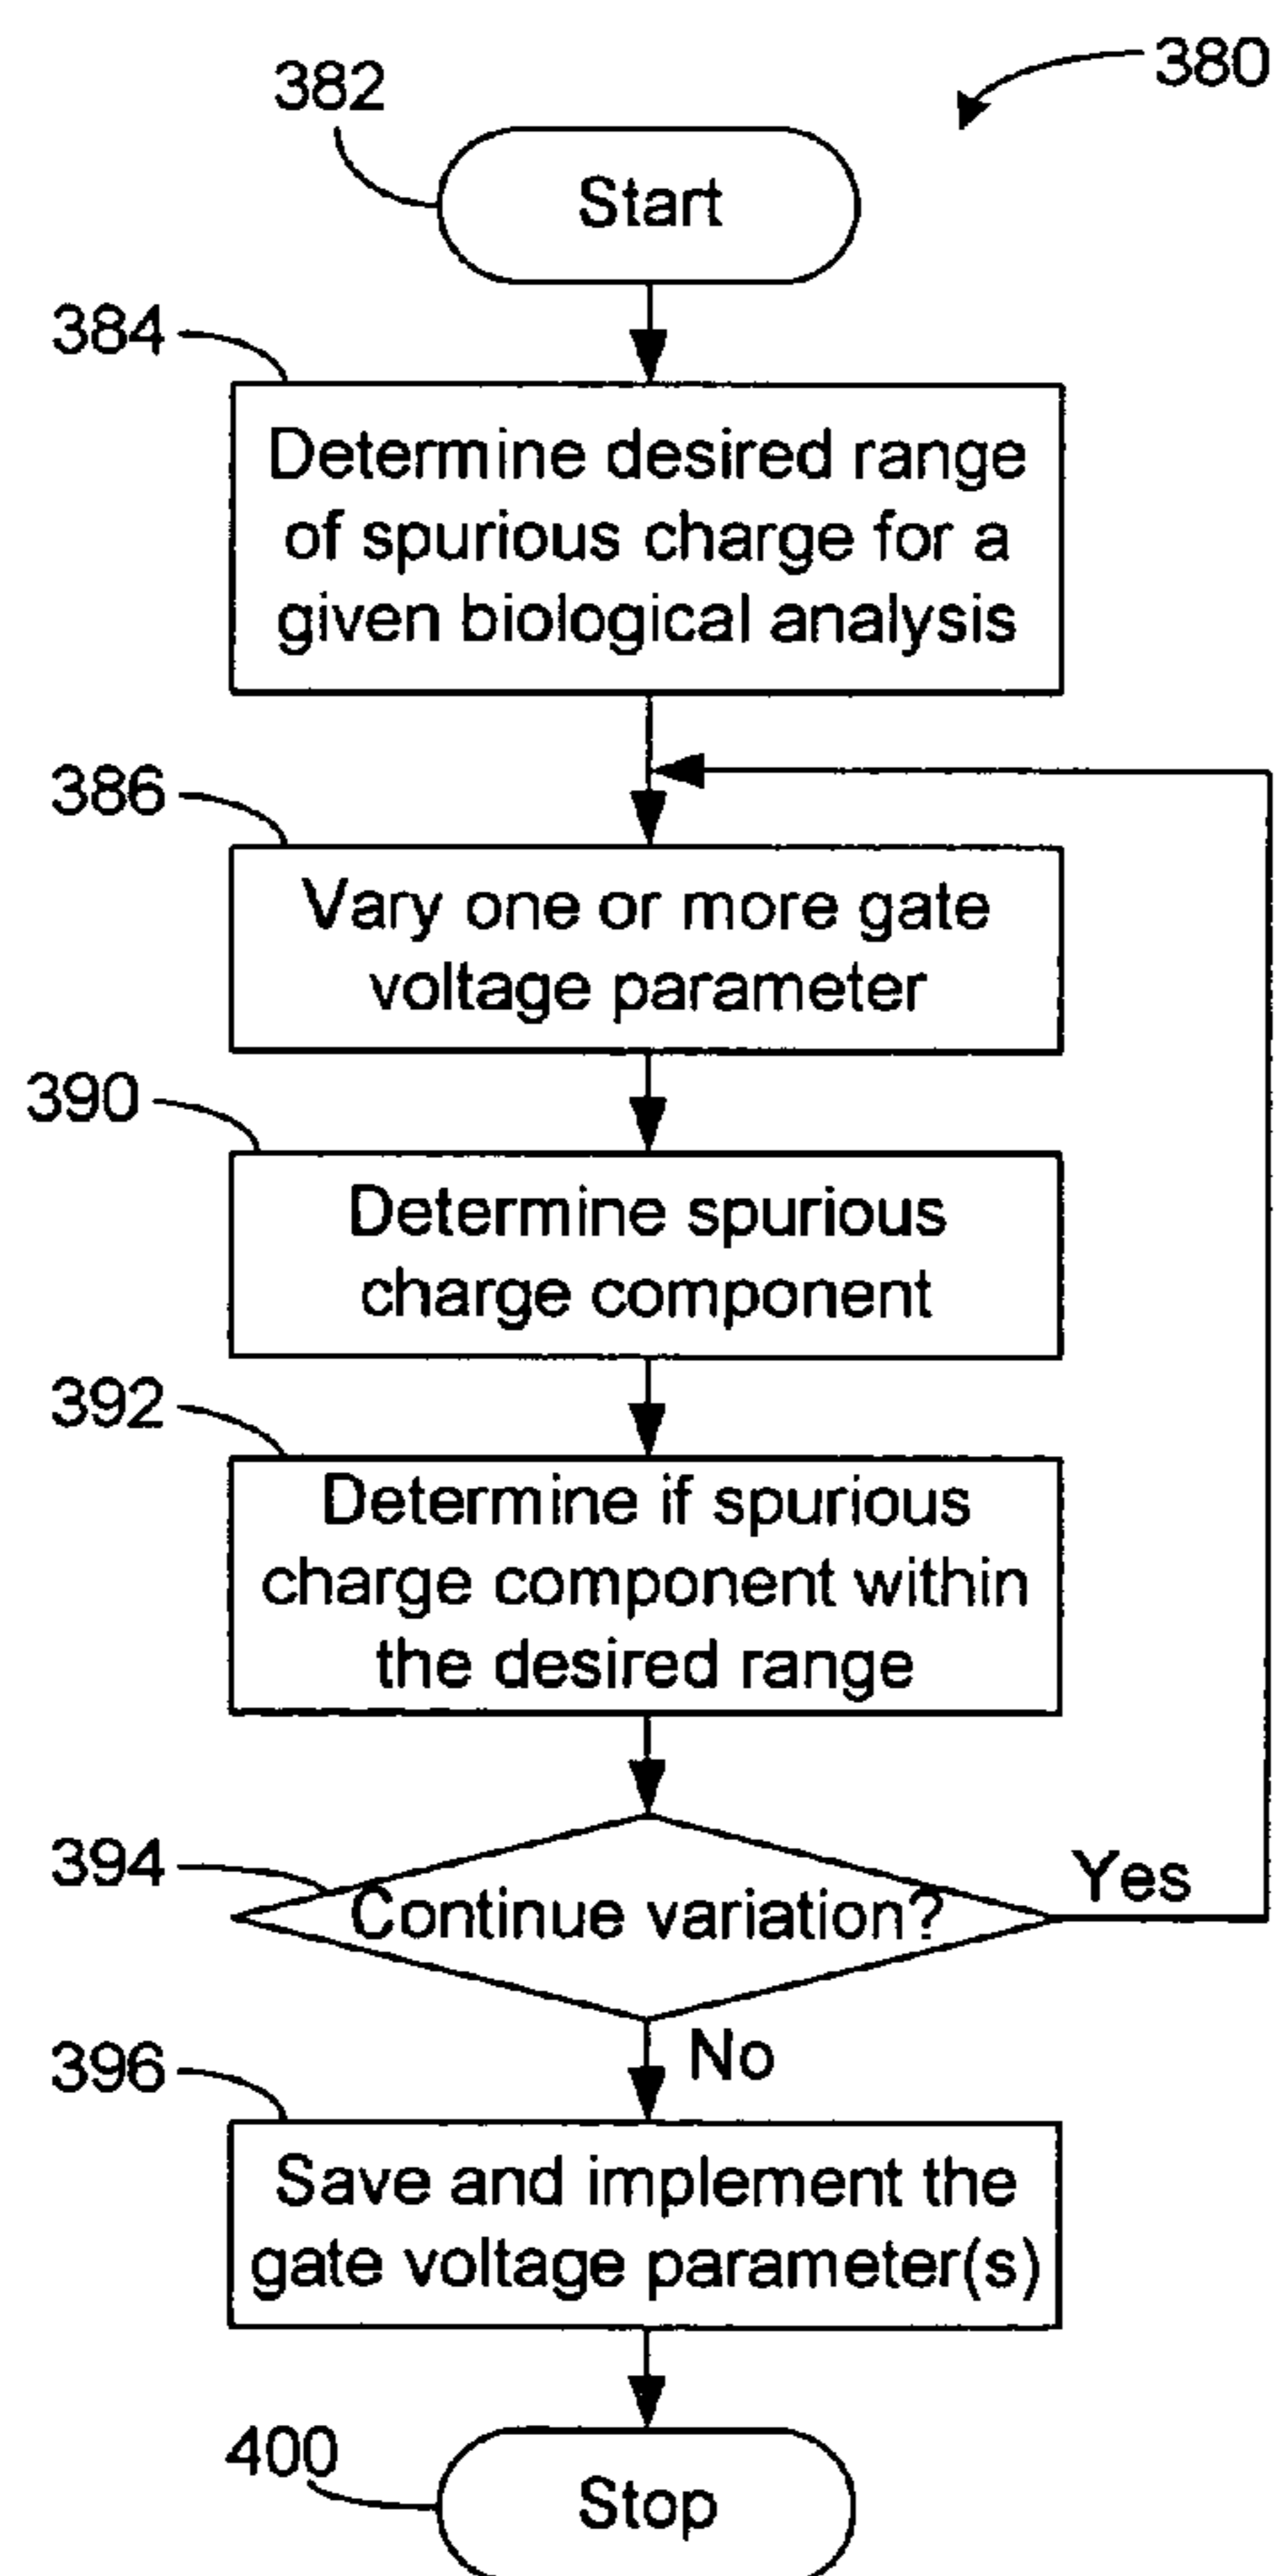 380
382
Start
384
Determine desired range
of spurious charge for a
given biological analysis
386
Vary one or more gate
voltage parameter
390
Determine spurious
charge component
392
Determine if spurious
charge component within
the desired range
394
Continue variation?
Yes
No
396
Save and implement the
gate voltage parameter(s)
400
Stop